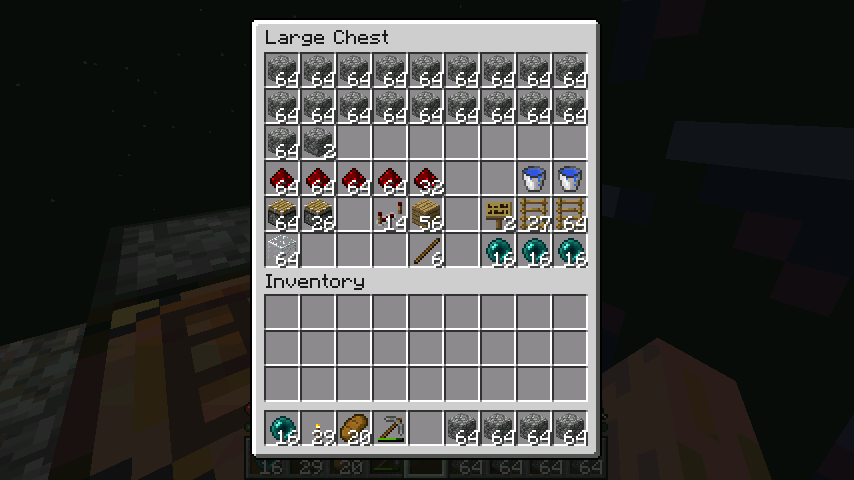 Large Chest
64 64 64 64 64 64 64 64 64
64 64 64 64 64 64 64 64 64
64 2
64 64 64 64 32
64 26 14 56 2 27 64
64 6 16 16 16
Inventory
16 29 20 64 64 64 64
16 29 20 64 64 64 64